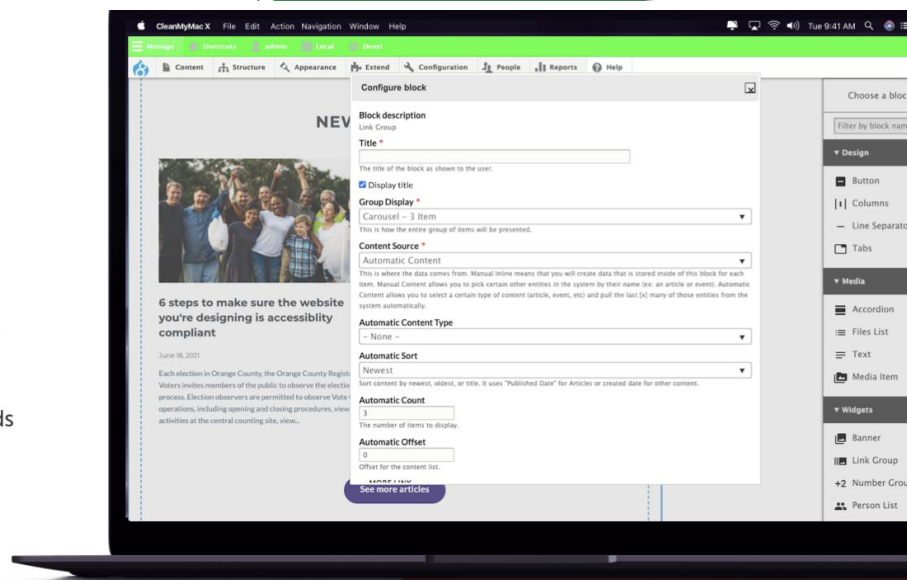 CleanMyMac X File Edit Action Navigation Window Help Tue 9:41 AM
Manage Shortcuts admin Local Devel
Content Structure Appearance Extend Configuration People Reports Help
NEW
6 steps to make sure the website
you're designing is accessiblity
compliant
June 18, 2021
Each election in Orange County, the Orange County Regist
Voters invites members of the public to observe the electio
process. Election observers are permitted to observe Vote
operations, including opening and closing procedures, view
activities at the central counting site, view...
See more articles
Configure block
Block description
Link Group
Title *
The title of the block as shown to the user.
Display title
Group Display *
Carousel – 3 Item
This is how the entire group of items will be presented.
Content Source *
Automatic Content
This is where the data comes from. Manual Inline means that you will create data that is stored inside of this block for each
item. Manual Content allows you to pick certain other entities in the system by their name (ex: an article or event). Automatic
Content allows you to select a certain type of content (article, event, etc) and pull the last [x] many of those entities from the
system automatically.
Automatic Content Type
– None –
Automatic Sort
Newest
Sort content by newest, oldest, or title. It uses "Published Date" for Articles or created date for other content.
Automatic Count
3
The number of items to display.
Automatic Offset
0
Offset for the content list.
MORE LINK
Choose a bloc
Filter by block nam
Design
Button
Columns
Line Separato
Tabs
Media
Accordion
Files List
Text
Media Item
Widgets
Banner
Link Group
+2 Number Grou
Person List
ds